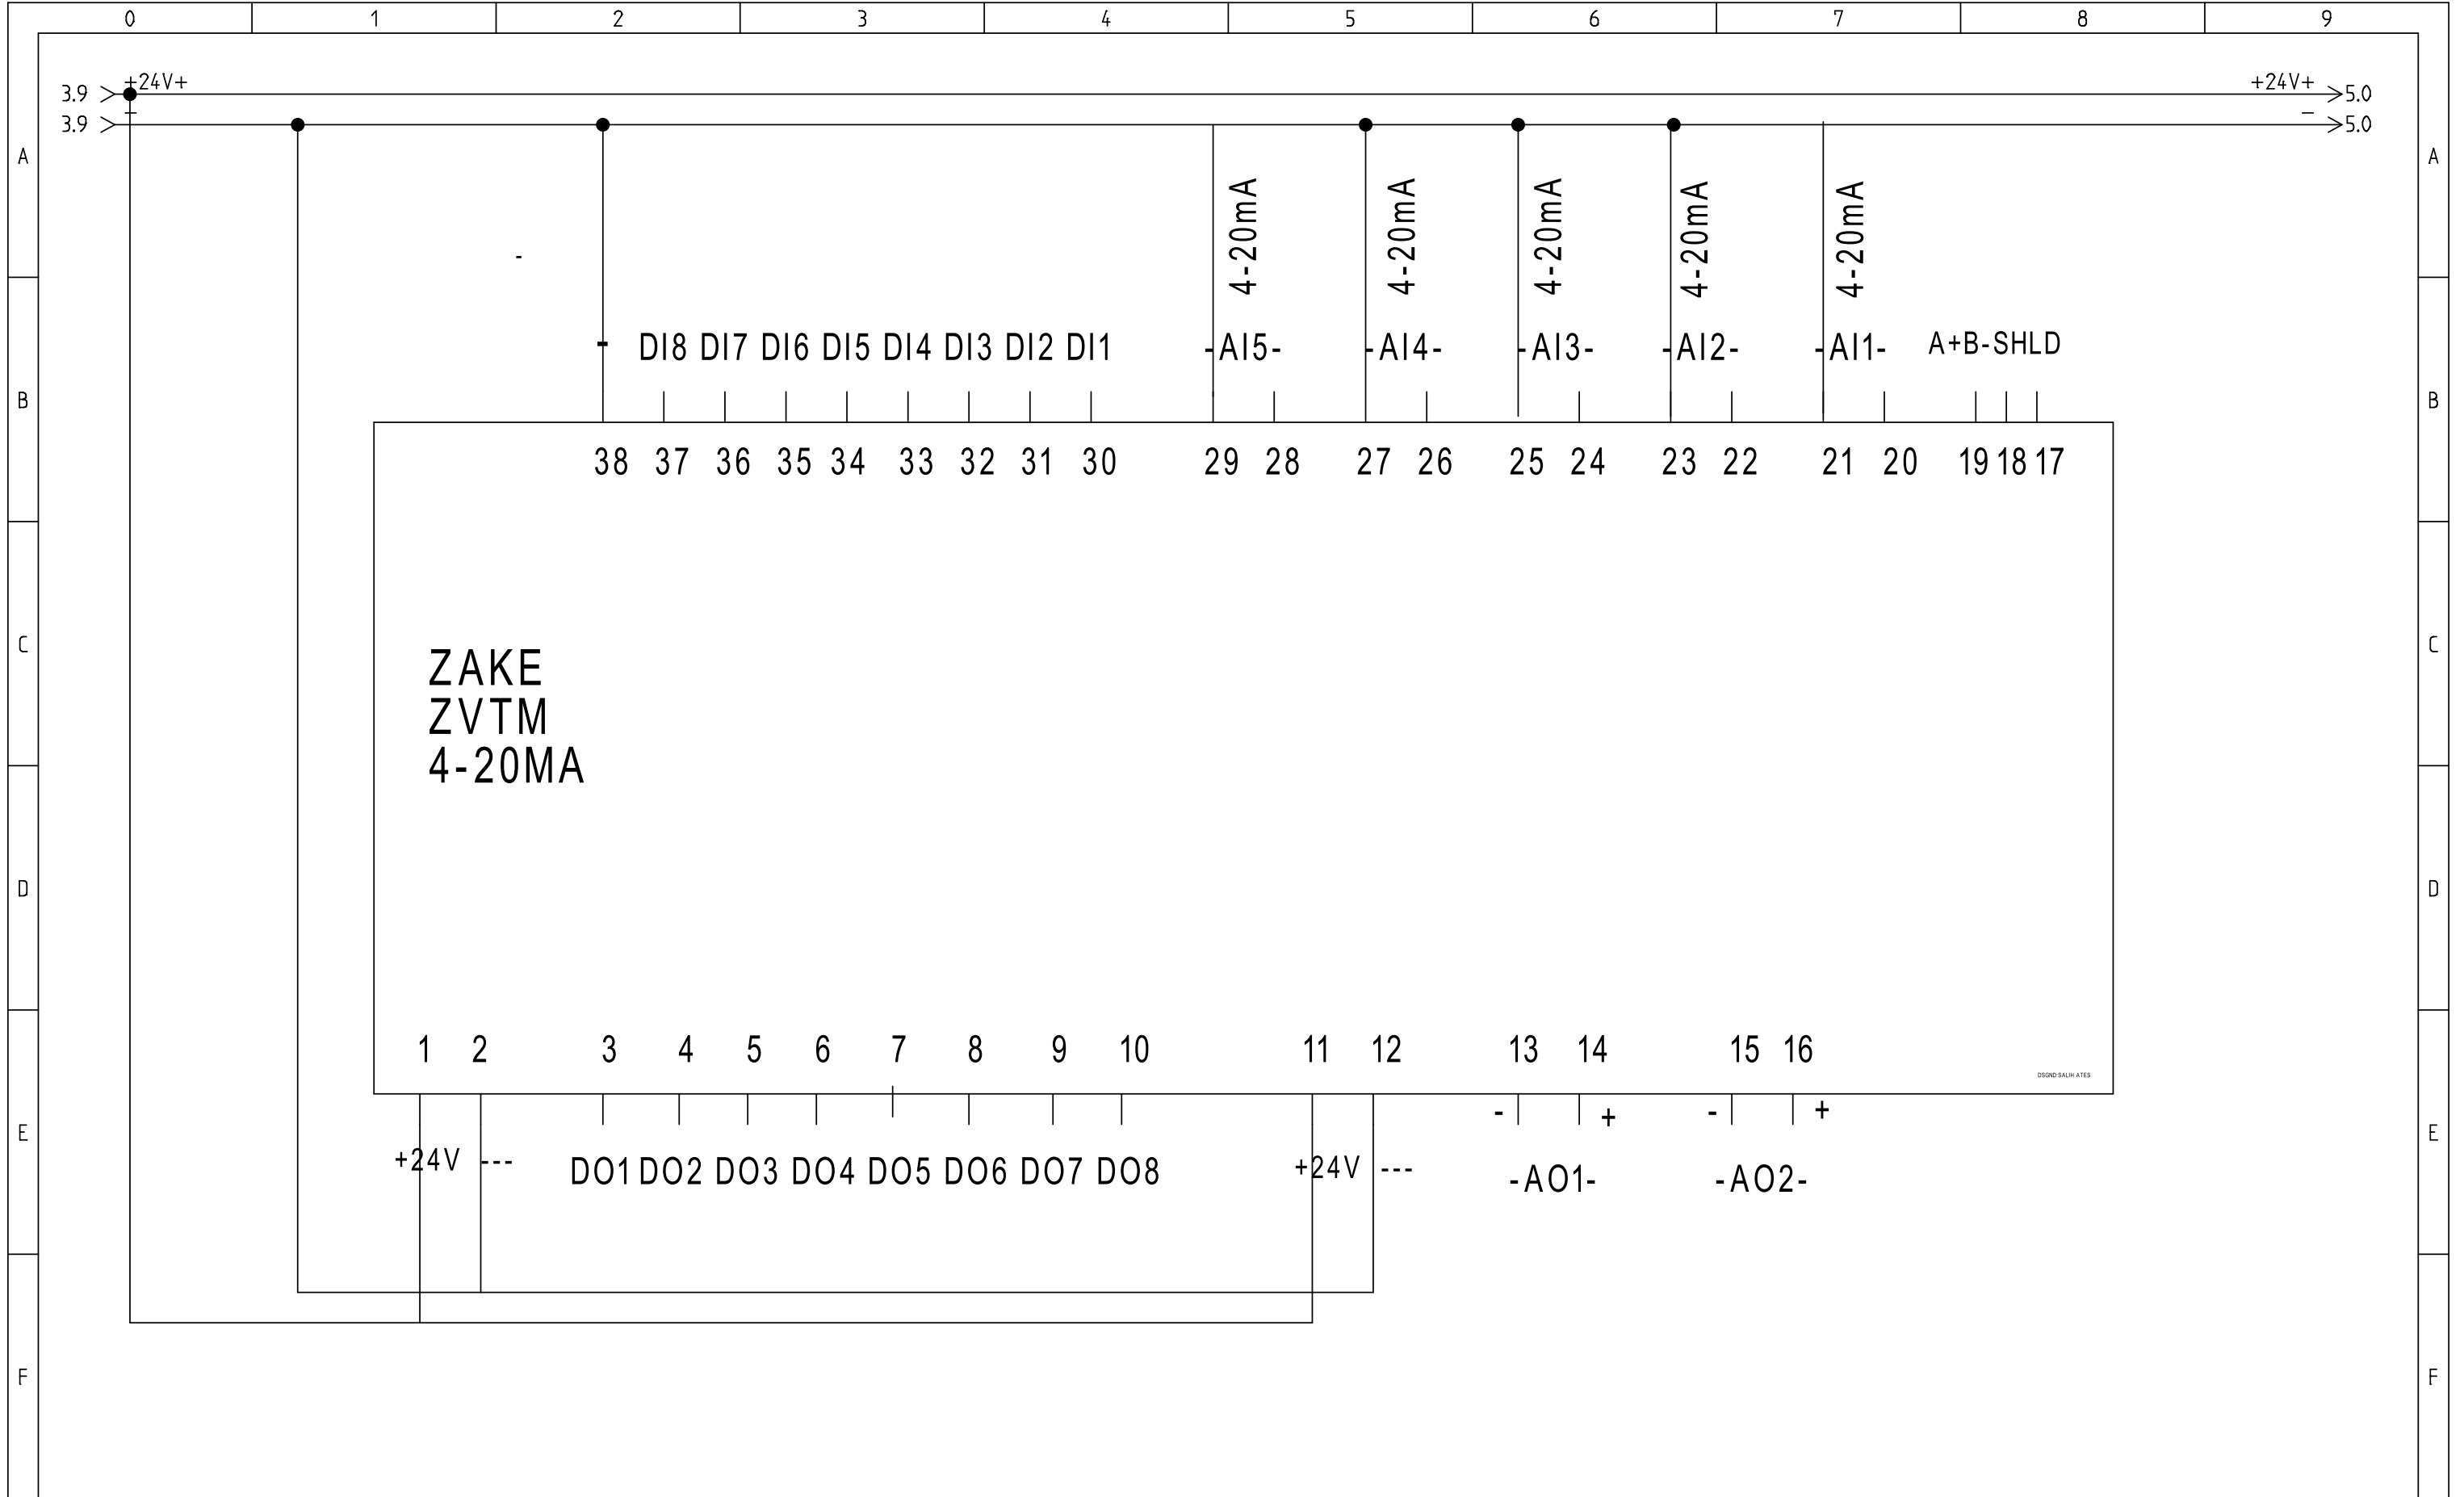 0 1 2 3 4 5 6 7 8 9
3.9 +24V+ +24V+ 5.0
3.9 - - 5.0
A A
4-20mA 4-20mA 4-20mA 4-20mA 4-20mA
-
- DI8 DI7 DI6 DI5 DI4 DI3 DI2 DI1 -AI5- -AI4- -AI3- -AI2- -AI1- A+B-SHLD
B B
38 37 36 35 34 33 32 31 30 29 28 27 26 25 24 23 22 21 20 19 18 17
C C
ZAKE
ZVTM
4-20MA
D D
1 2 3 4 5 6 7 8 9 10 11 12 13 14 15 16
DSGND:SALIH ATES
- + - +
E E
+24V --- DO1 DO2 DO3 DO4 DO5 DO6 DO7 DO8 +24V --- -AO1- -AO2-
F F